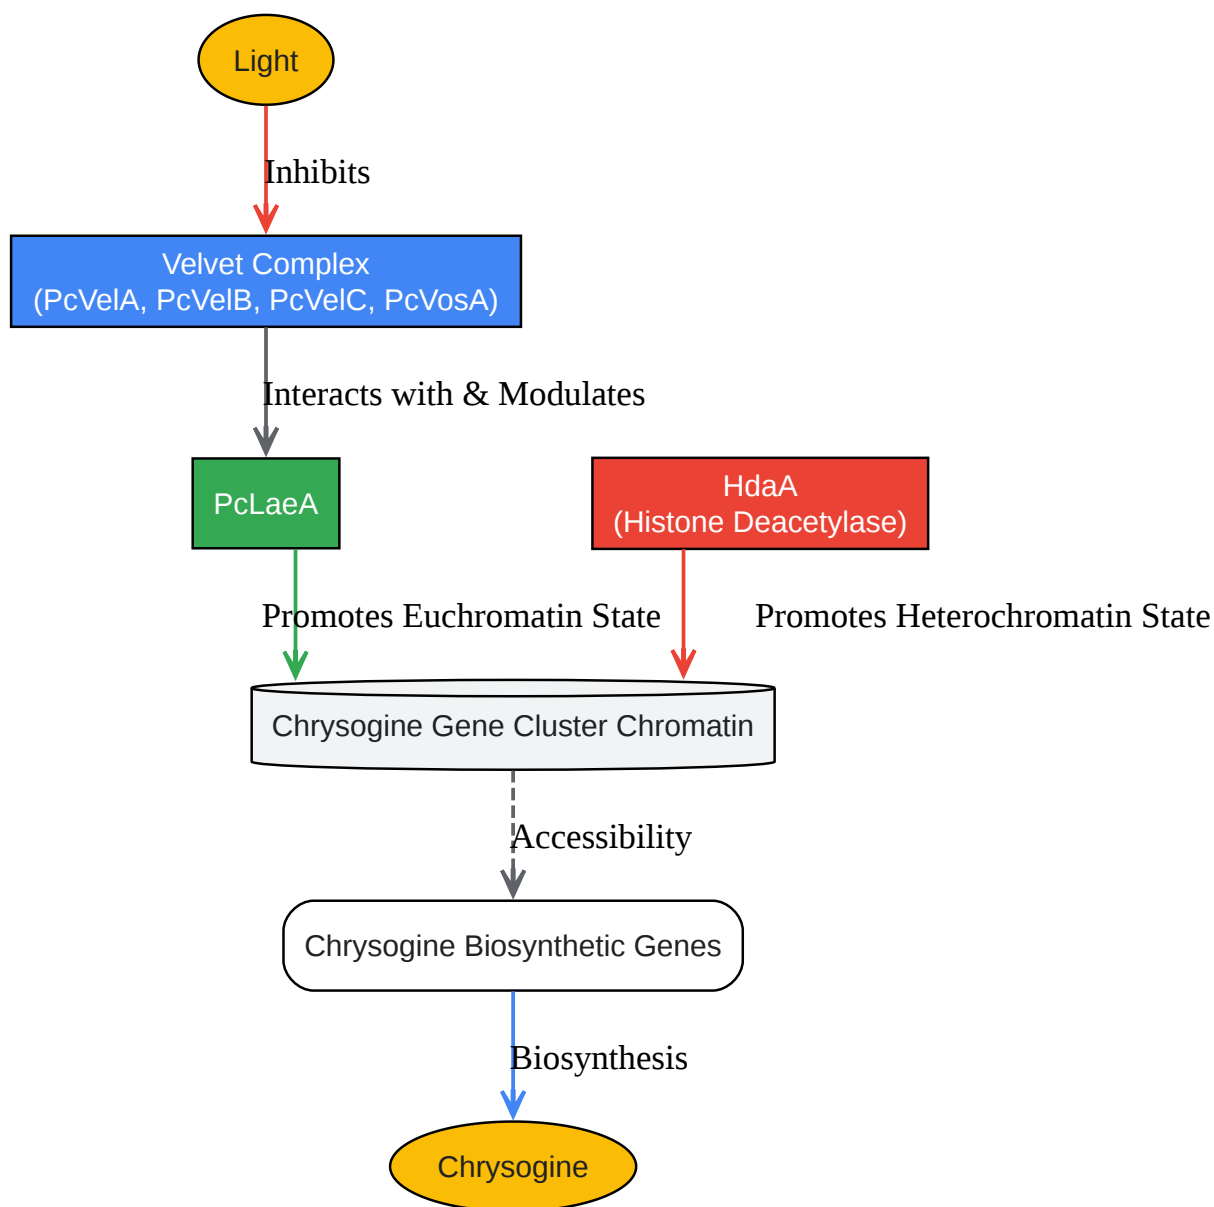 Light
Inhibits
Velvet Complex
(PcVelA, PcVelB, PcVelC, PcVosA)
Interacts with & Modulates
PcLaeA
HdaA
(Histone Deacetylase)
Promotes Euchromatin State
Promotes Heterochromatin State
Chrysogine Gene Cluster Chromatin
Accessibility
Chrysogine Biosynthetic Genes
Biosynthesis
Chrysogine